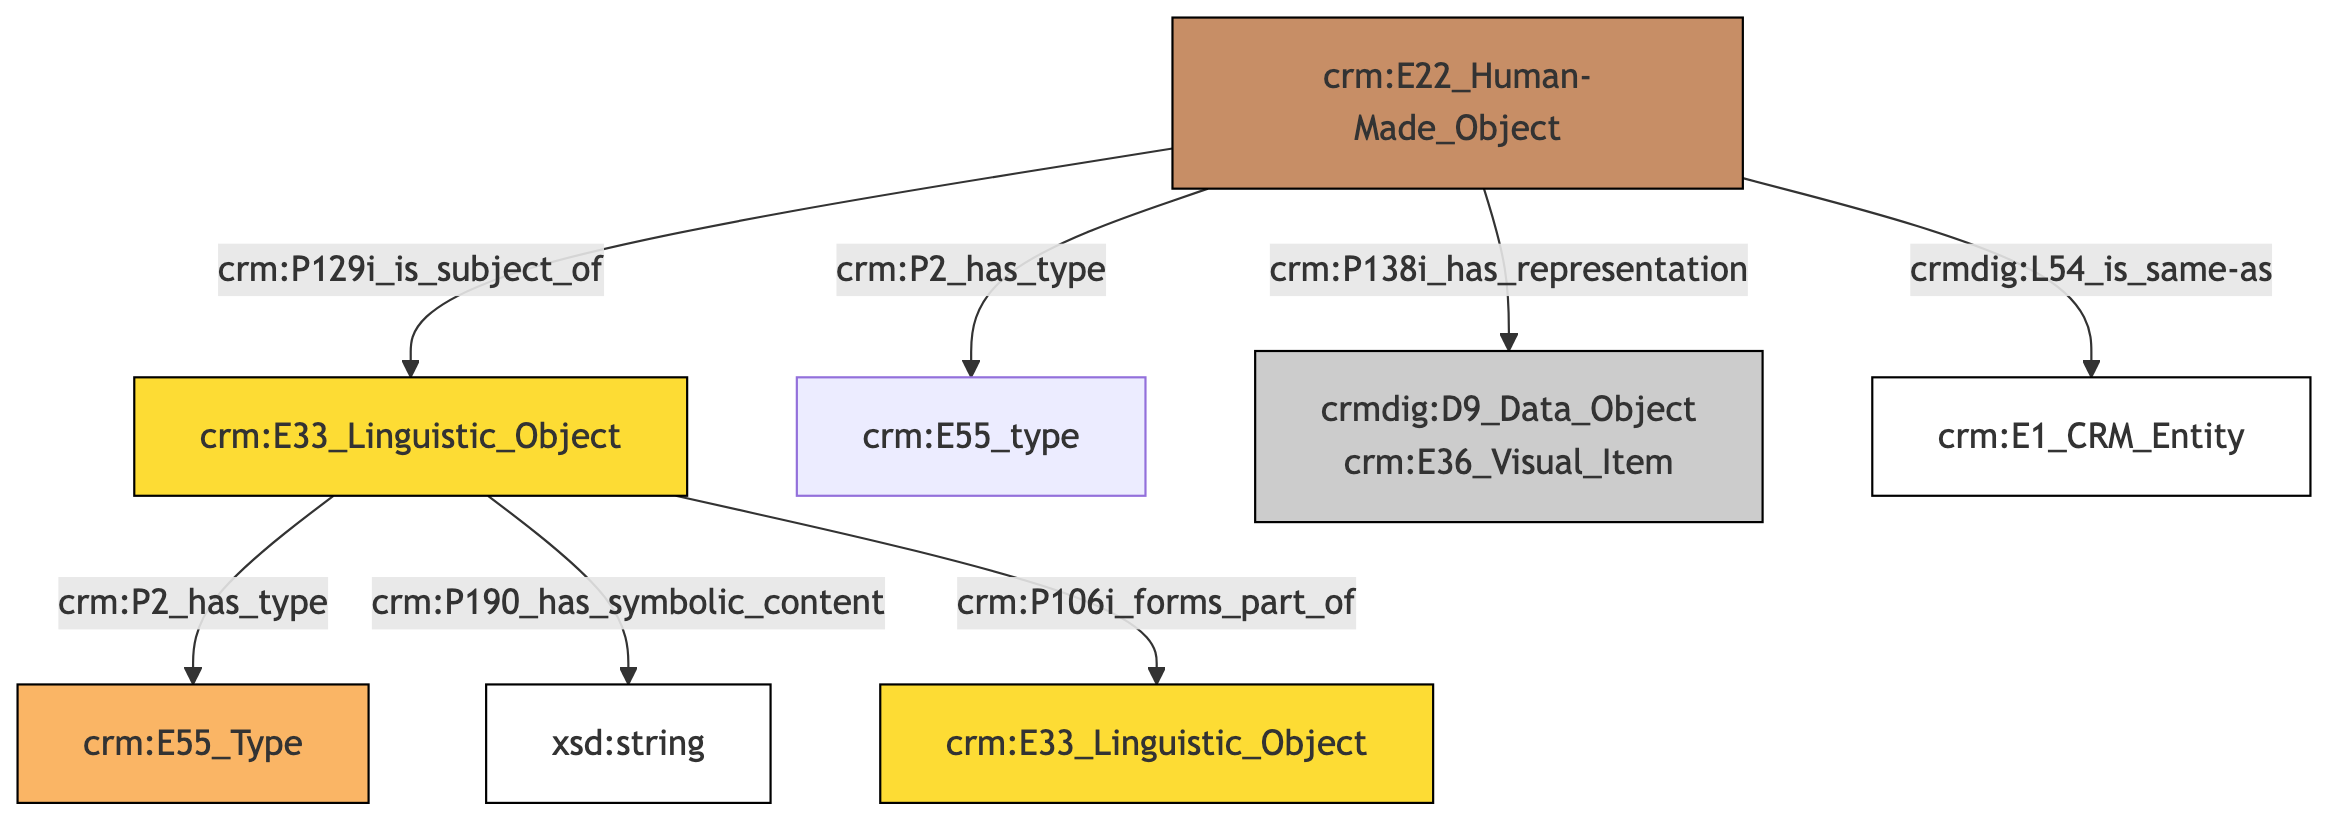 crm:E22_Human-
Made_Object
crm:P129i_is_subject_of
crm:P2_has_type
crm:P138i_has_representation
crmdig:L54_is_same-as
crm:E33_Linguistic_Object
crm:E55_type
crmdig:D9_Data_Object
crm:E36_Visual_Item
crm:E1_CRM_Entity
crm:P2_has_type
crm:P190_has_symbolic_content
crm:P106i_forms_part_of
crm:E55_Type
xsd:string
crm:E33_Linguistic_Object